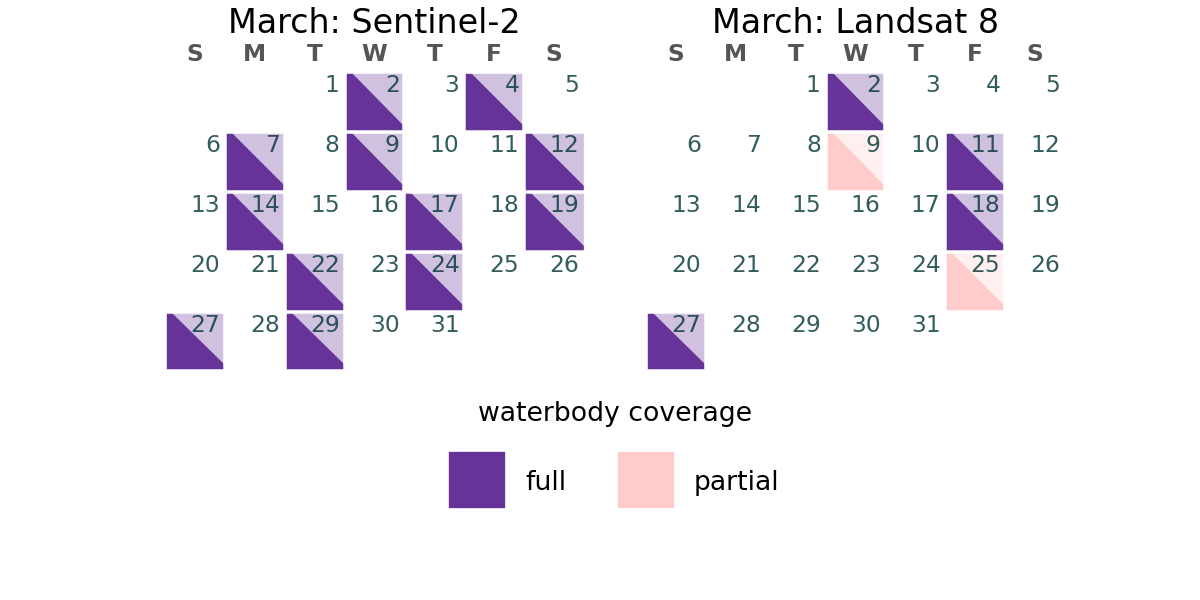 March: Sentinel-2
S M T W T F S
1 2 3 4 5
6 7 8 9 10 11 12
13 14 15 16 17 18 19
20 21 22 23 24 25 26
27 28 29 30 31
March: Landsat 8
S M T W T F S
1 2 3 4 5
6 7 8 9 10 11 12
13 14 15 16 17 18 19
20 21 22 23 24 25 26
27 28 29 30 31
waterbody coverage
full
partial